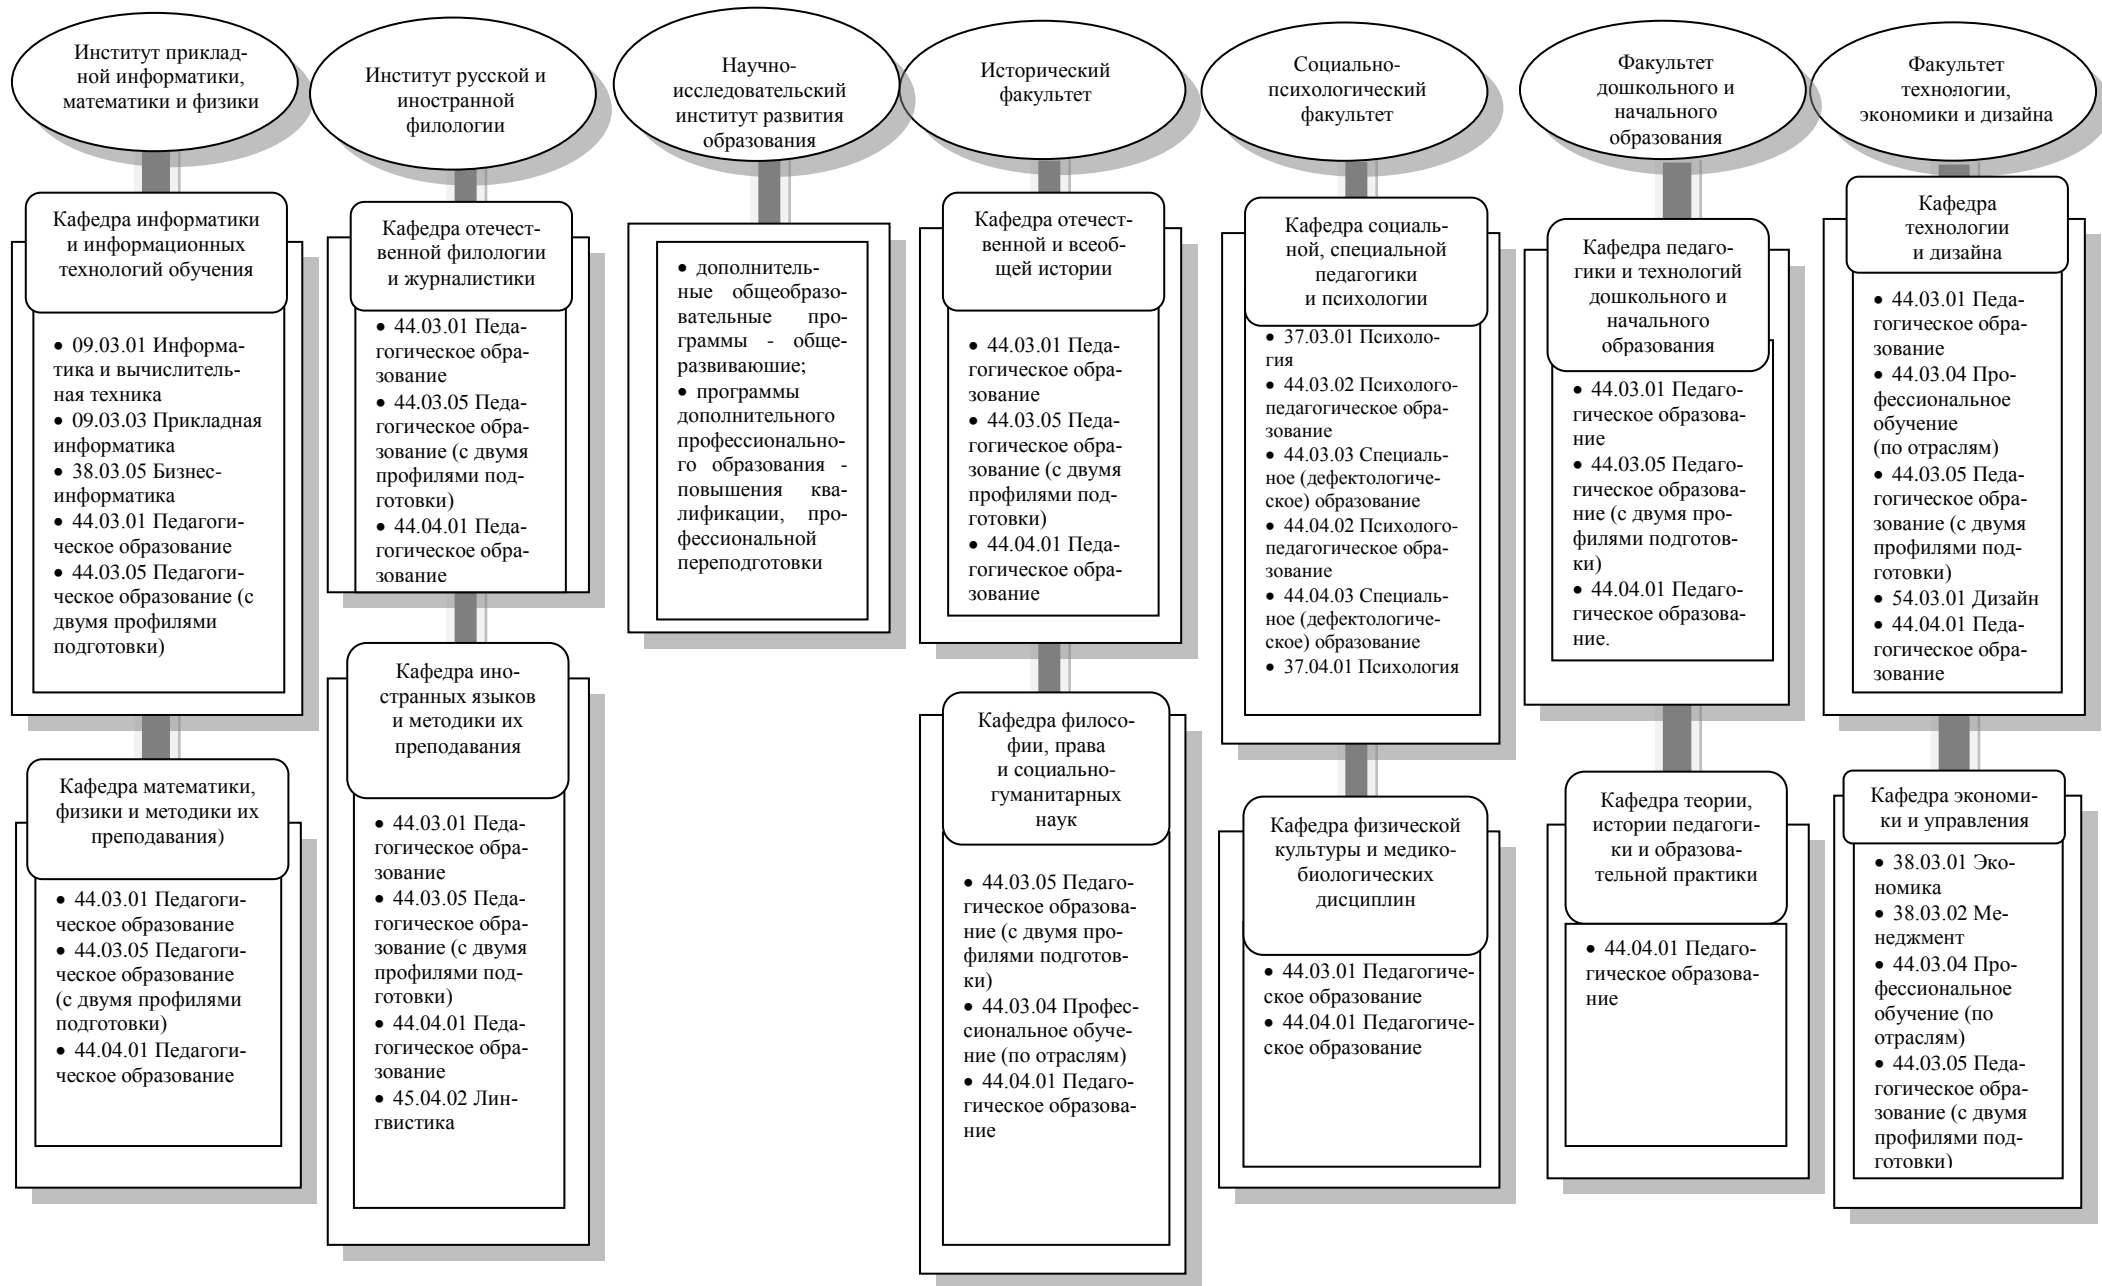 Институт приклад-
ной информатики,
математики и физики
Кафедра информатики
и информационных
технологий обучения
• 09.03.01 Информа-
тика и вычислитель-
ная техника
• 09.03.03 Прикладная
информатика
• 38.03.05 Бизнес-
информатика
• 44.03.01 Педагоги-
ческое образование
• 44.03.05 Педагоги-
ческое образование (с
двумя профилями
подготовки)
Кафедра математики,
физики и методики их
преподавания)
• 44.03.01 Педагоги-
ческое образование
• 44.03.05 Педагоги-
ческое образование
(с двумя профилями
подготовки)
• 44.04.01 Педагоги-
ческое образование
Институт русской и
иностранной
филологии
Кафедра отечест-
венной филологии
и журналистики
• 44.03.01 Педа-
гогическое обра-
зование
• 44.03.05 Педа-
гогическое обра-
зование (с двумя
профилями под-
готовки)
• 44.04.01 Педа-
гогическое обра-
зование
Кафедра ино-
странных языков
и методики их
преподавания
• 44.03.01 Педа-
гогическое обра-
зование
• 44.03.05 Педа-
гогическое обра-
зование (с двумя
профилями под-
готовки)
• 44.04.01 Педа-
гогическое обра-
зование
• 45.04.02 Лин-
гвистика
Научно-
исследовательский
институт развития
образования
• дополнитель-
ные общеобразо-
вательные про-
граммы - обще-
развивающие;
• программы
дополнительного
профессионально-
го образования -
повышения ква-
лификации, про-
фессиональной
переподготовки
Исторический
факультет
Кафедра отечест-
венной и всеоб-
щей истории
• 44.03.01 Педа-
гогическое обра-
зование
• 44.03.05 Педа-
гогическое обра-
зование (с двумя
профилями под-
готовки)
• 44.04.01 Педа-
гогическое обра-
зование
Кафедра филосо-
фии, права
и социально-
гуманитарных
наук
• 44.03.05 Педаго-
гическое образова-
ние (с двумя про-
филями подготов-
ки)
• 44.03.04 Профес-
сиональное обуче-
ние (по отраслям)
• 44.04.01 Педаго-
гическое образова-
ние
Социально-
психологический
факультет
Кафедра социаль-
ной, специальной
педагогики
и психологии
• 37.03.01 Психоло-
гия
• 44.03.02 Психолого-
педагогическое обра-
зование
• 44.03.03 Специаль-
ное (дефектологиче-
ское) образование
• 44.04.02 Психолого-
педагогическое обра-
зование
• 44.04.03 Специаль-
ное (дефектологиче-
ское) образование
• 37.04.01 Психология
Кафедра физической
культуры и медико-
биологических
дисциплин
• 44.03.01 Педагогиче-
ское образование
• 44.04.01 Педагогиче-
ское образование
Факультет
дошкольного и
начального
образования
Кафедра педаго-
гики и технологий
дошкольного и
начального
образования
• 44.03.01 Педаго-
гическое образова-
ние
• 44.03.05 Педаго-
гическое образова-
ние (с двумя про-
филями подготов-
ки)
• 44.04.01 Педаго-
гическое образова-
ние.
Кафедра теории,
истории педагоги-
ки и образова-
тельной практики
• 44.04.01 Педаго-
гическое образова-
ние
Факультет
технологии,
экономики и дизайна
Кафедра
технологии
и дизайна
• 44.03.01 Педа-
гогическое обра-
зование
• 44.03.04 Про-
фессиональное
обучение
(по отраслям)
• 44.03.05 Педа-
гогическое обра-
зование (с двумя
профилями под-
готовки)
• 54.03.01 Дизайн
• 44.04.01 Педа-
гогическое обра-
зование
Кафедра экономи-
ки и управления
• 38.03.01 Эко-
номика
• 38.03.02 Ме-
неджмент
• 44.03.04 Про-
фессиональное
обучение (по
отраслям)
• 44.03.05 Педа-
гогическое обра-
зование (с двумя
профилями под-
готовки)